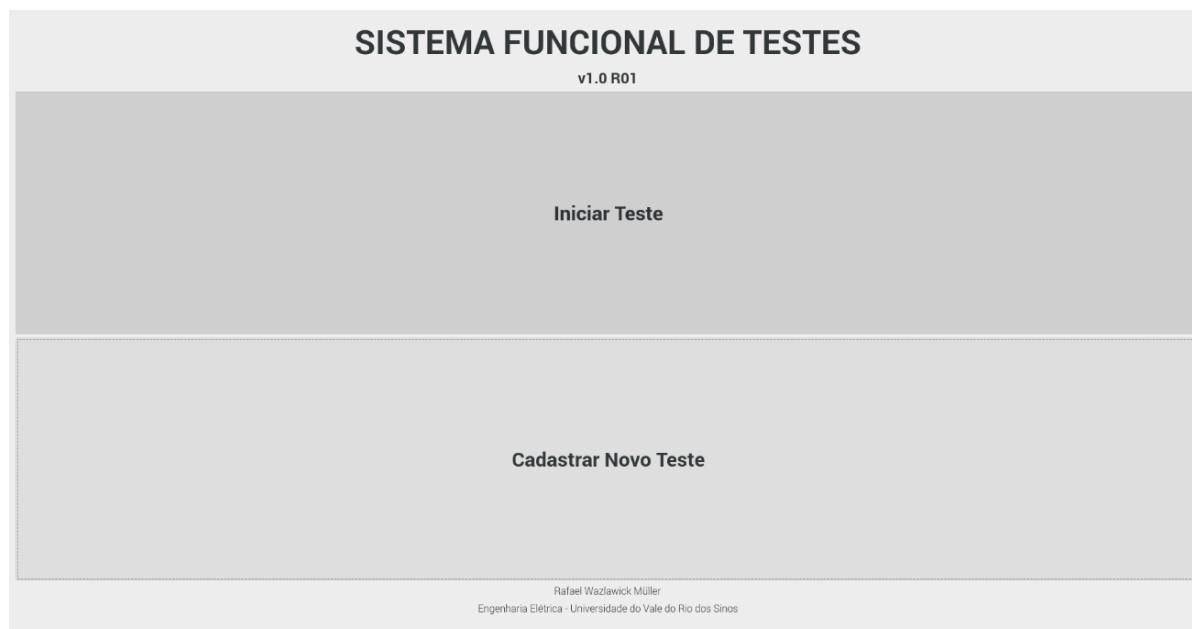 SISTEMA FUNCIONAL DE TESTES
v1.0 R01
Iniciar Teste
Cadastrar Novo Teste
Rafael Wazlawick Müller
Engenharia Elétrica - Universidade do Vale do Rio dos Sinos